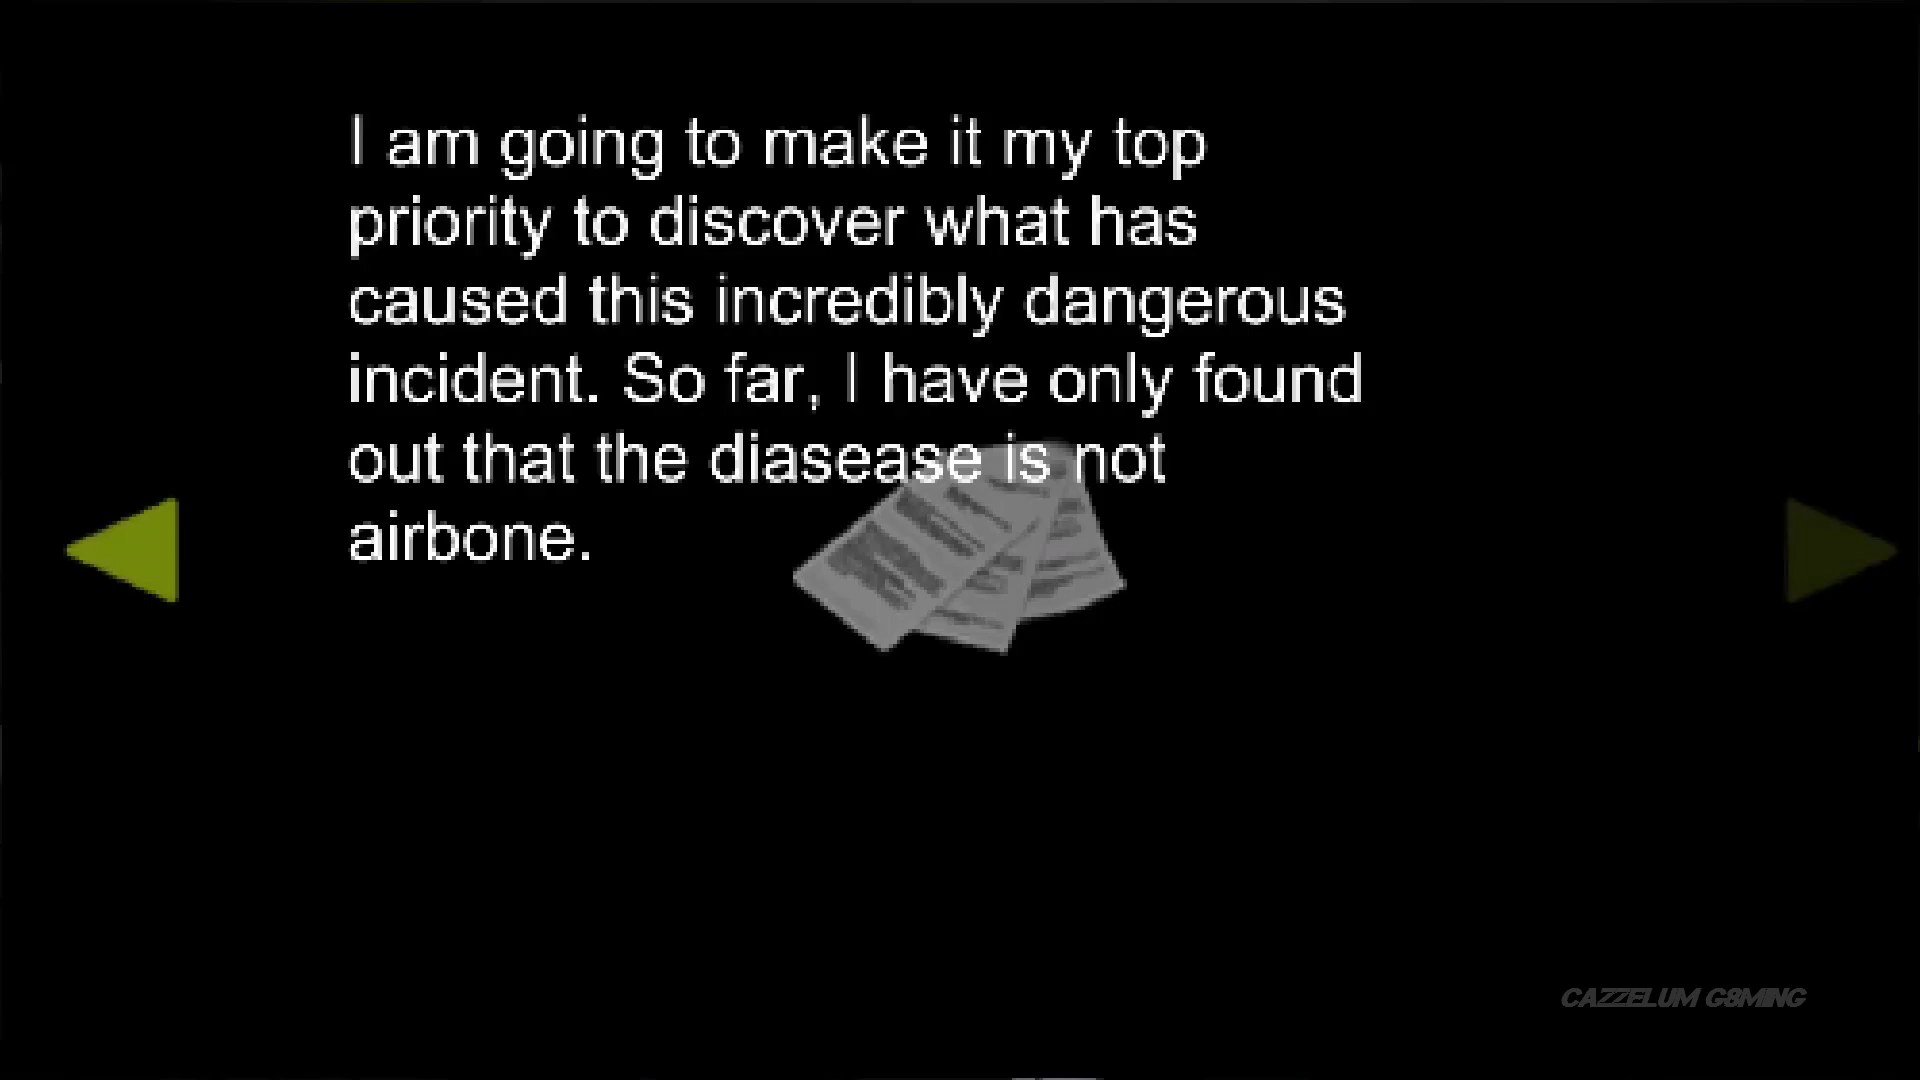 I am going to make it my top
priority to discover what has
caused this incredibly dangerous
incident. So far, I have only found
out that the diasease is not
airbone.
CAZZELUM G8MING